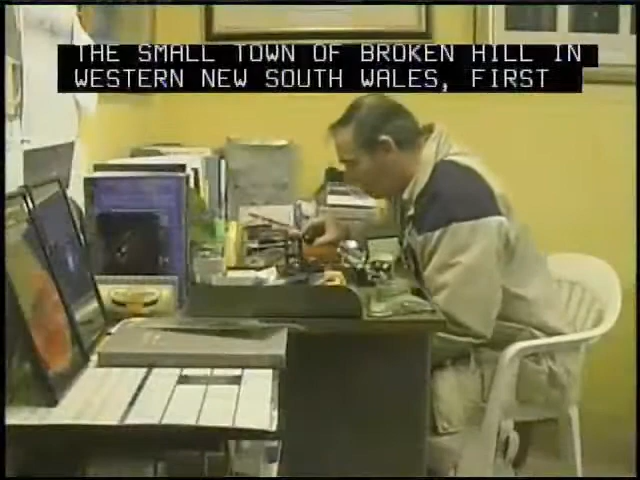 THE SMALL TOWN OF BROKEN HILL IN
WESTERN NEW SOUTH WALES, FIRST